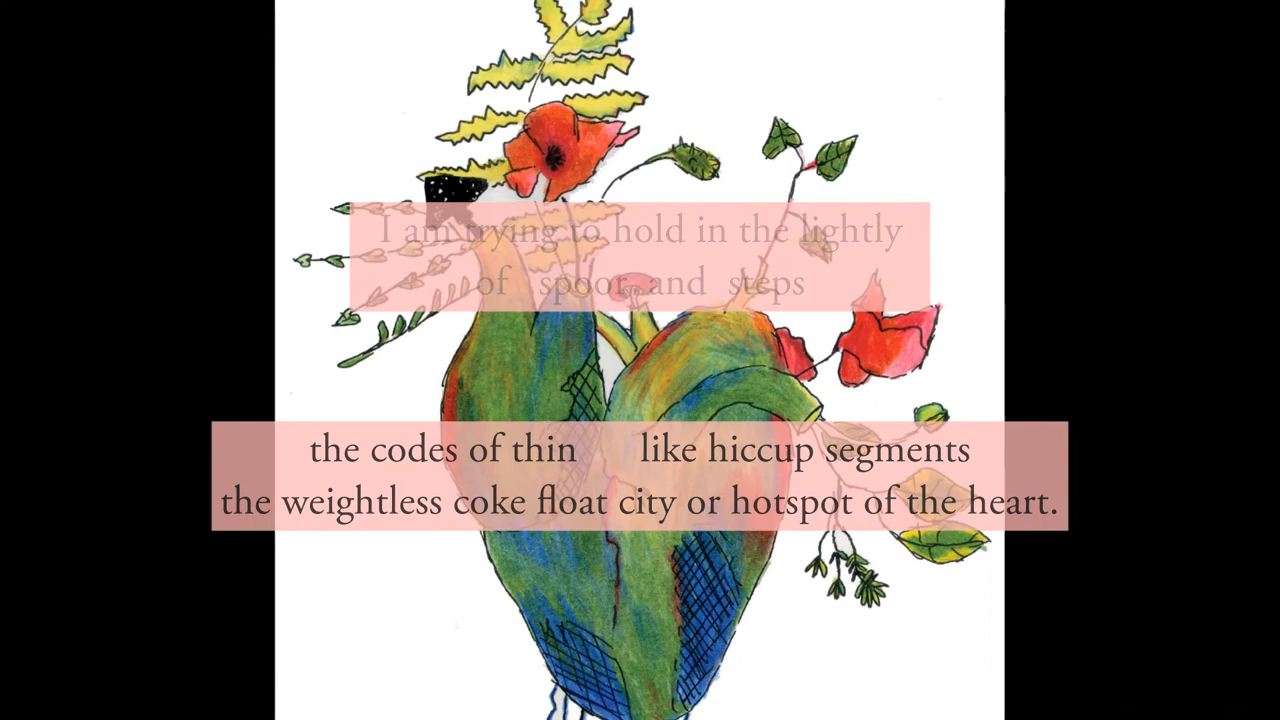 I am trying to hold in the lightly
of spoor and steps
the codes of thin like hiccup segments
the weightless coke float city or hotspot of the heart.